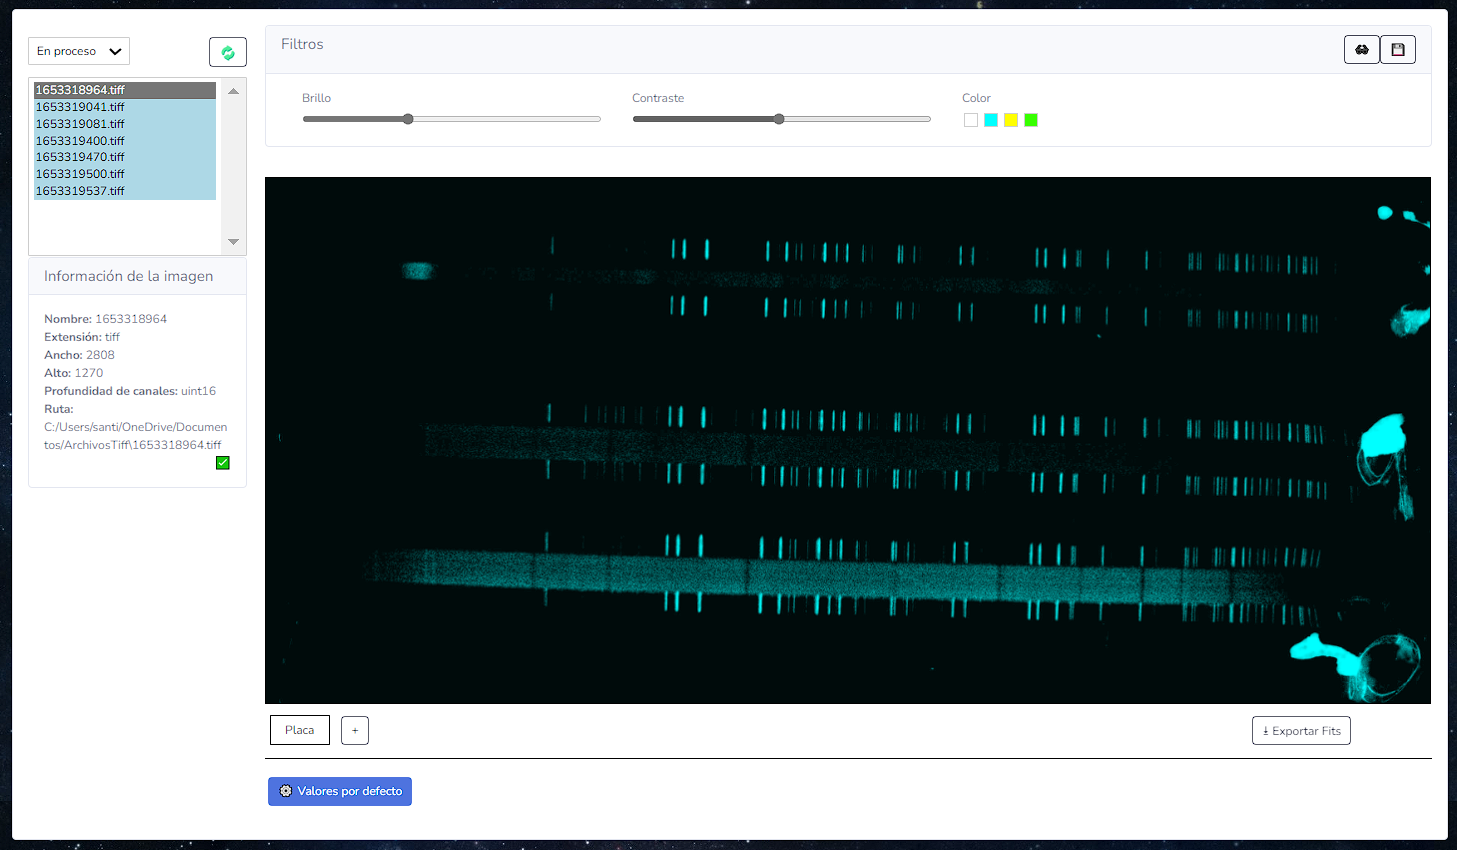 En proceso
1653318964.tiff
1653319041.tiff
1653319081.tiff
1653319400.tiff
1653319470.tiff
1653319500.tiff
1653319537.tiff
Información de la imagen
Nombre: 1653318964
Extensión: tiff
Ancho: 2808
Alto: 1270
Profundidad de canales: uint16
Ruta:
C:/Users/santi/OneDrive/Documen
tos/ArchivosTiff\1653318964.tiff
Filtros
Brillo
Contraste
Color
Placa
+
Exportar Fits
Valores por defecto